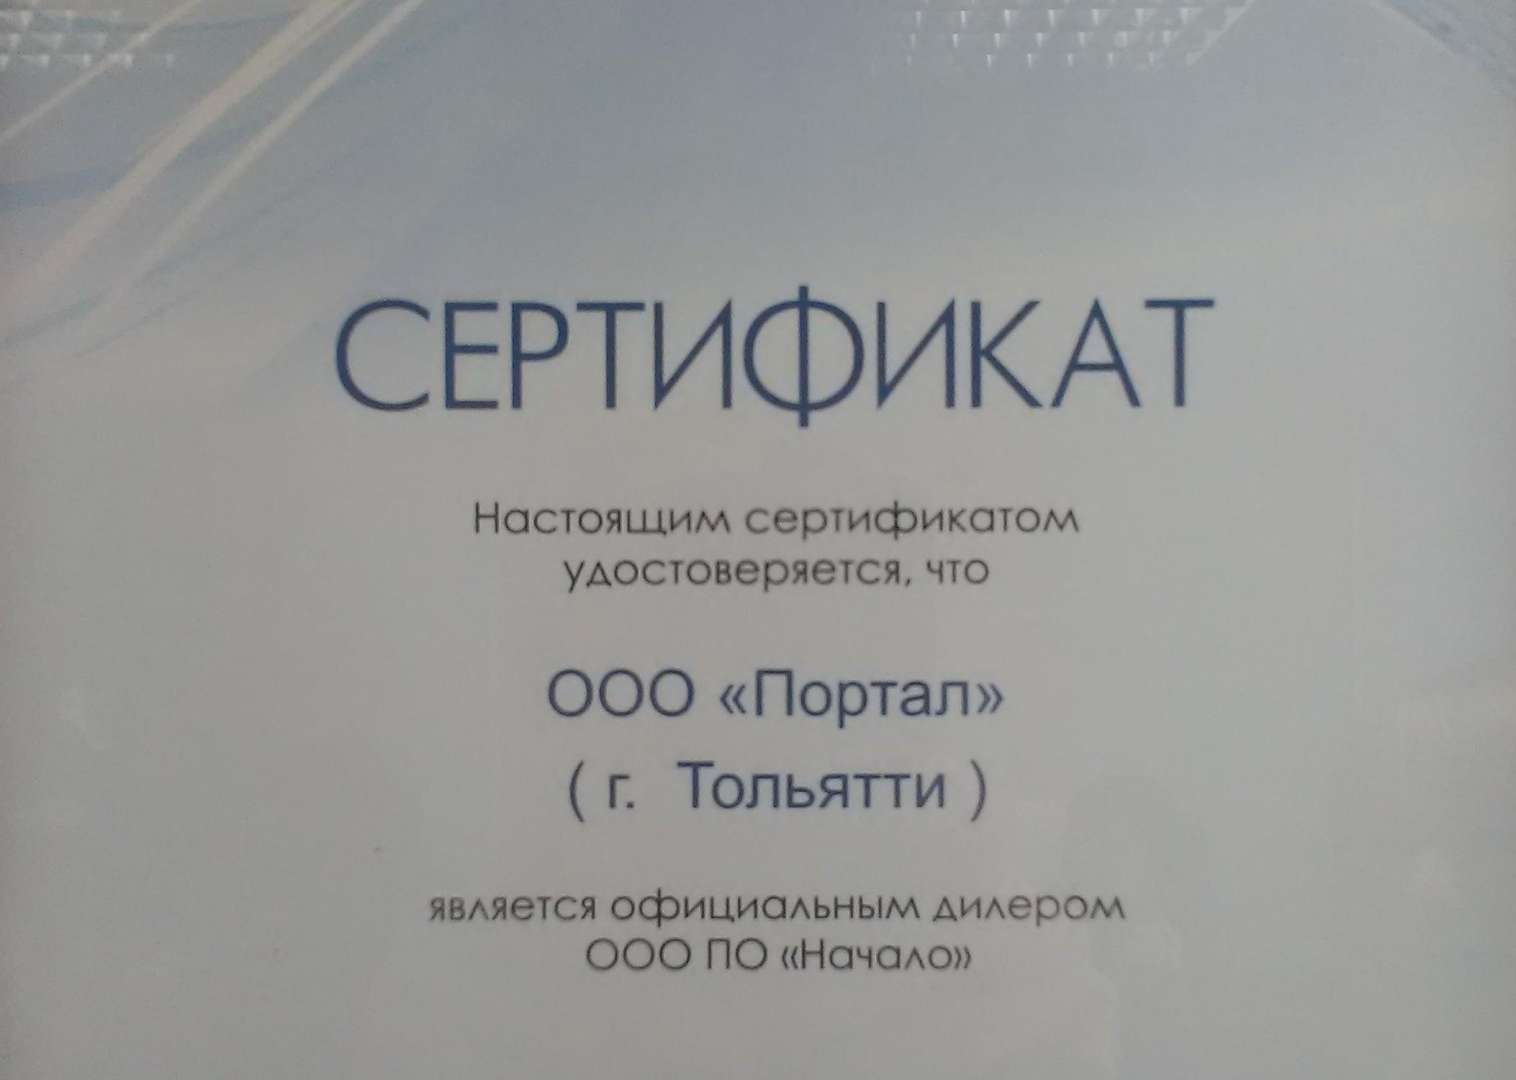 СЕРТИФИКАТ
Настоящим сертификатом
удостоверяется, что
ООО «Портал»
( г. Тольятти )
является официальным дилером
ООО ПО «Начало»